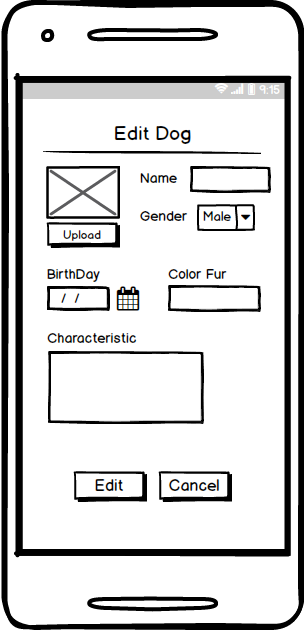 9:15
Edit Dog
Name
Gender Male
Upload
BirthDay Color Fur
/ /
Characteristic
Edit Cancel